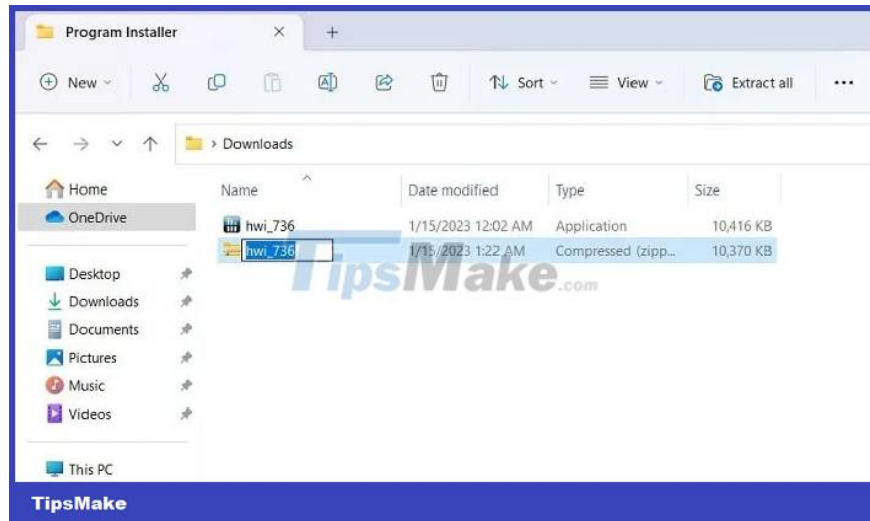 Program Installer
New
Sort
View
Extract all
Downloads
Home
OneDrive
Desktop
Downloads
Documents
Pictures
Music
Videos
This PC
Name
Date modified
Type
Size
hwi_736
1/15/2023 12:02 AM
Application
10,416 KB
hwi_736
1/15/2023 1:22 AM
Compressed (zipp...
10,370 KB
TipsMake.com
TipsMake